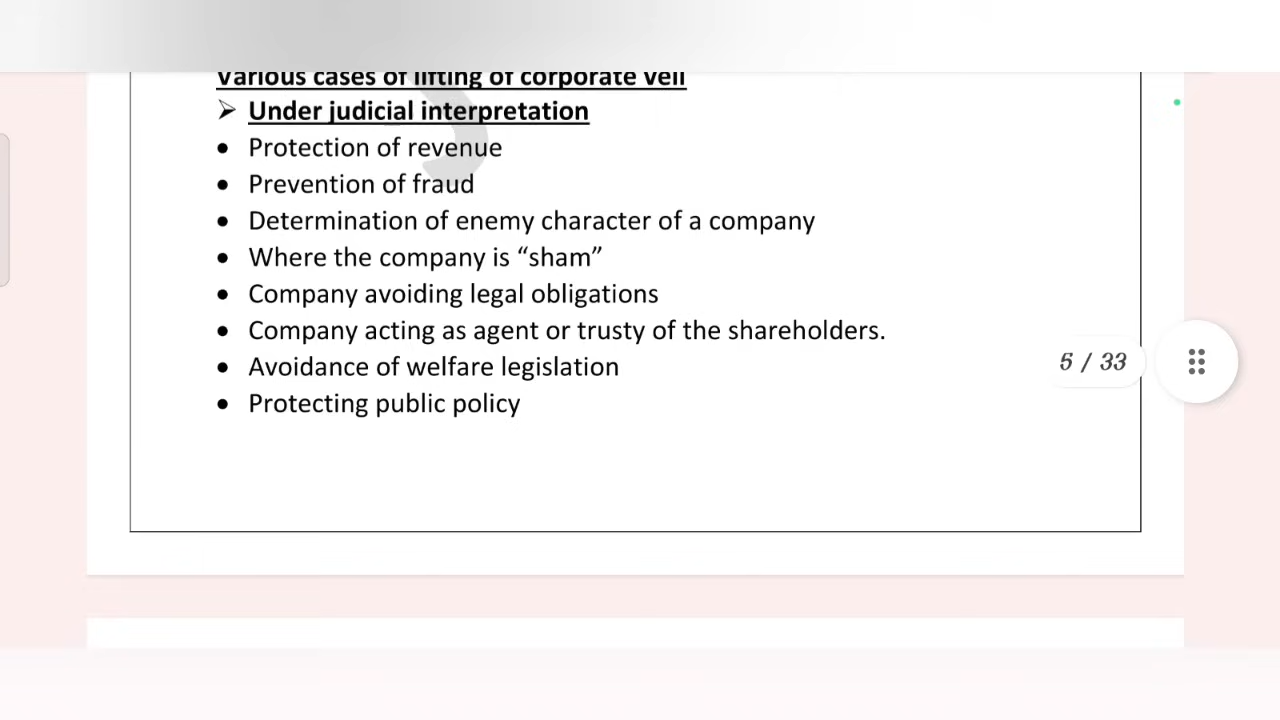 Various cases of lifting of corporate veil
➢ Under judicial interpretation
• Protection of revenue
• Prevention of fraud
• Determination of enemy character of a company
• Where the company is “sham”
• Company avoiding legal obligations
• Company acting as agent or trusty of the shareholders.
5 / 33
• Avoidance of welfare legislation
• Protecting public policy